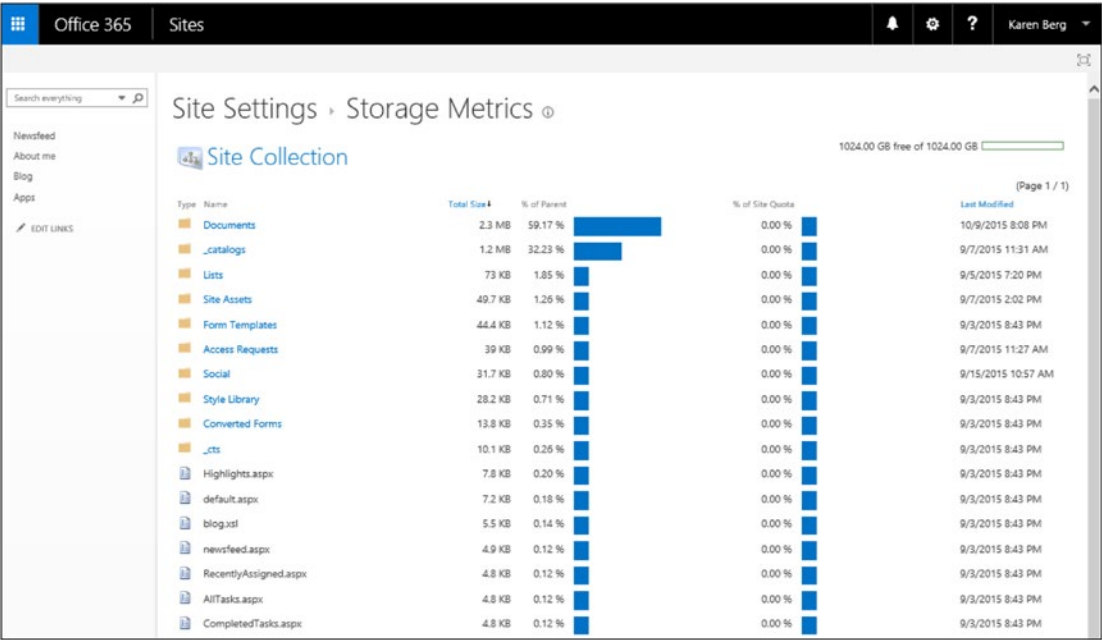 Office 365 Sites ? Karen Berg
Search everything
Newsfeed
About me
Blog
Apps
EDIT LINKS
Site Settings › Storage Metrics
Site Collection
1024.00 GB free of 1024.00 GB
(Page 1 / 1)
Type Name Total Size % of Parent % of Site Quota Last Modified
Documents 2.3 MB 59.17 % 0.00 % 10/9/2015 8:08 PM
_catalogs 1.2 MB 32.23 % 0.00 % 9/7/2015 11:31 AM
Lists 73 KB 1.85 % 0.00 % 9/5/2015 7:20 PM
Site Assets 49.7 KB 1.26 % 0.00 % 9/7/2015 2:02 PM
Form Templates 44.4 KB 1.12 % 0.00 % 9/3/2015 8:43 PM
Access Requests 39 KB 0.99 % 0.00 % 9/7/2015 11:27 AM
Social 31.7 KB 0.80 % 0.00 % 9/15/2015 10:57 AM
Style Library 28.2 KB 0.71 % 0.00 % 9/3/2015 8:43 PM
Converted Forms 13.8 KB 0.35 % 0.00 % 9/3/2015 8:43 PM
_cts 10.1 KB 0.26 % 0.00 % 9/3/2015 8:43 PM
Highlights.aspx 7.8 KB 0.20 % 0.00 % 9/3/2015 8:43 PM
default.aspx 7.2 KB 0.18 % 0.00 % 9/3/2015 8:43 PM
blog.xsl 5.5 KB 0.14 % 0.00 % 9/3/2015 8:43 PM
newsfeed.aspx 4.9 KB 0.12 % 0.00 % 9/3/2015 8:43 PM
RecentlyAssigned.aspx 4.8 KB 0.12 % 0.00 % 9/3/2015 8:43 PM
AllTasks.aspx 4.8 KB 0.12 % 0.00 % 9/3/2015 8:43 PM
CompletedTasks.aspx 4.8 KB 0.12 % 0.00 % 9/3/2015 8:43 PM